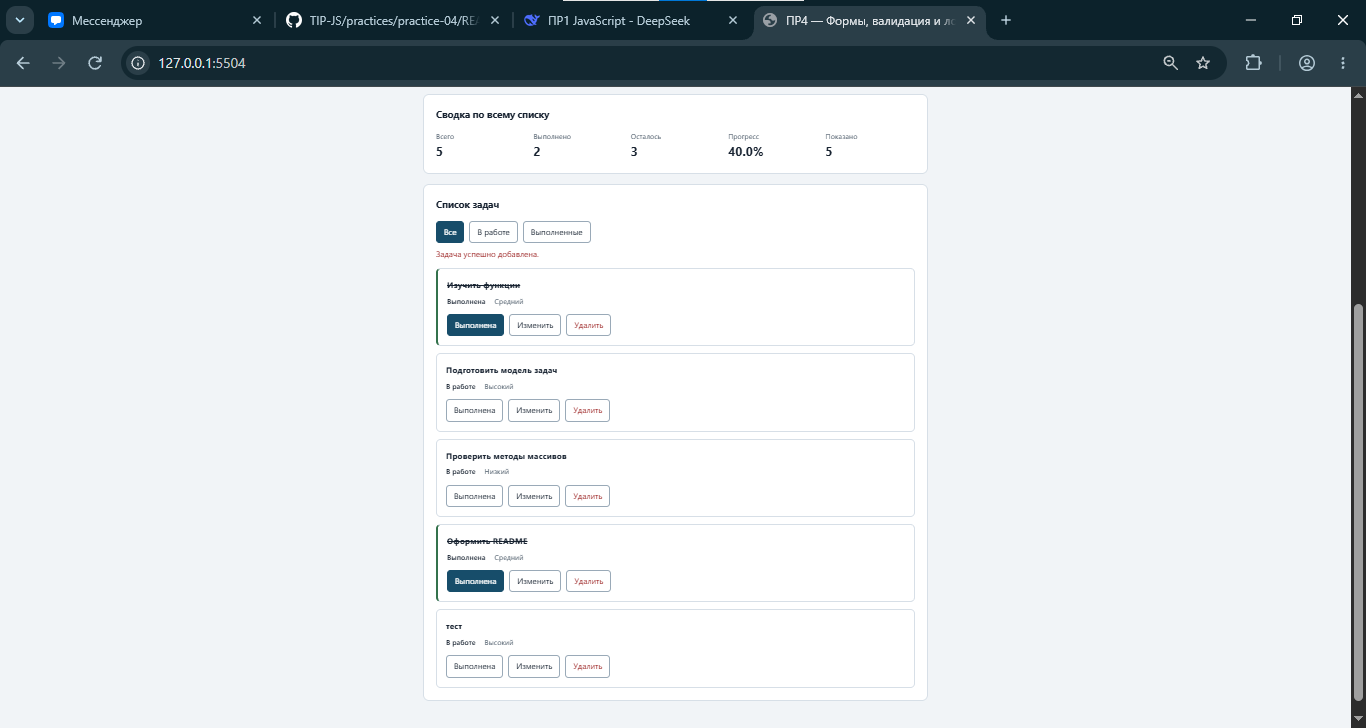 Мессенджер
TIP-JS/practices/practice-04/REA
ПР1 JavaScript - DeepSeek
ПР4 — Формы, валидация и ло
127.0.0.1:5504
Сводка по всему списку
Всего Выполнено Осталось Прогресс Показано
5 2 3 40.0% 5
Список задач
Все В работе Выполненные
Задача успешно добавлена.
Изучить функции
Выполнена Средний
Выполнена Изменить Удалить
Подготовить модель задач
В работе Высокий
Выполнена Изменить Удалить
Проверить методы массивов
В работе Низкий
Выполнена Изменить Удалить
Оформить README
Выполнена Средний
Выполнена Изменить Удалить
тест
В работе Высокий
Выполнена Изменить Удалить